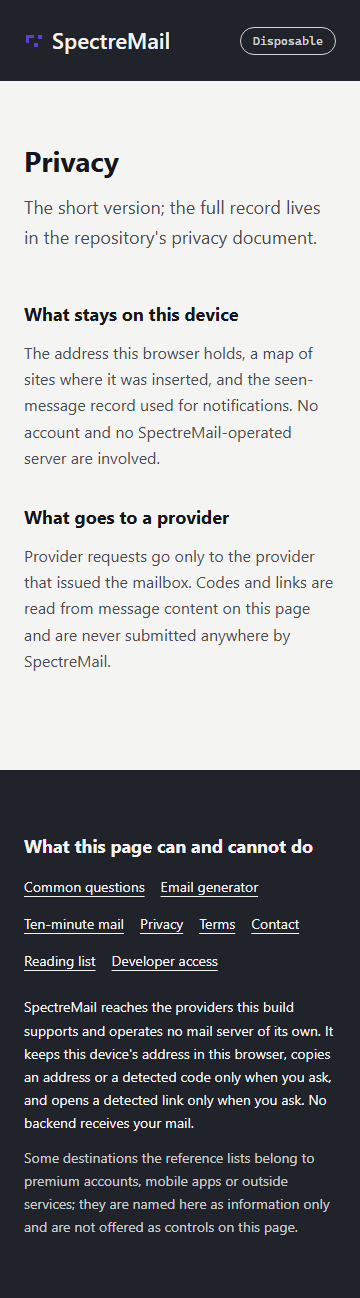 SpectreMail
Disposable
Privacy
The short version; the full record lives
in the repository's privacy document.
What stays on this device
The address this browser holds, a map of
sites where it was inserted, and the seen-
message record used for notifications. No
account and no SpectreMail-operated
server are involved.
What goes to a provider
Provider requests go only to the provider
that issued the mailbox. Codes and links are
read from message content on this page
and are never submitted anywhere by
SpectreMail.
What this page can and cannot do
Common questions Email generator
Ten-minute mail Privacy Terms Contact
Reading list Developer access
SpectreMail reaches the providers this build
supports and operates no mail server of its own. It
keeps this device's address in this browser, copies
an address or a detected code only when you ask,
and opens a detected link only when you ask. No
backend receives your mail.
Some destinations the reference lists belong to
premium accounts, mobile apps or outside
services; they are named here as information only
and are not offered as controls on this page.